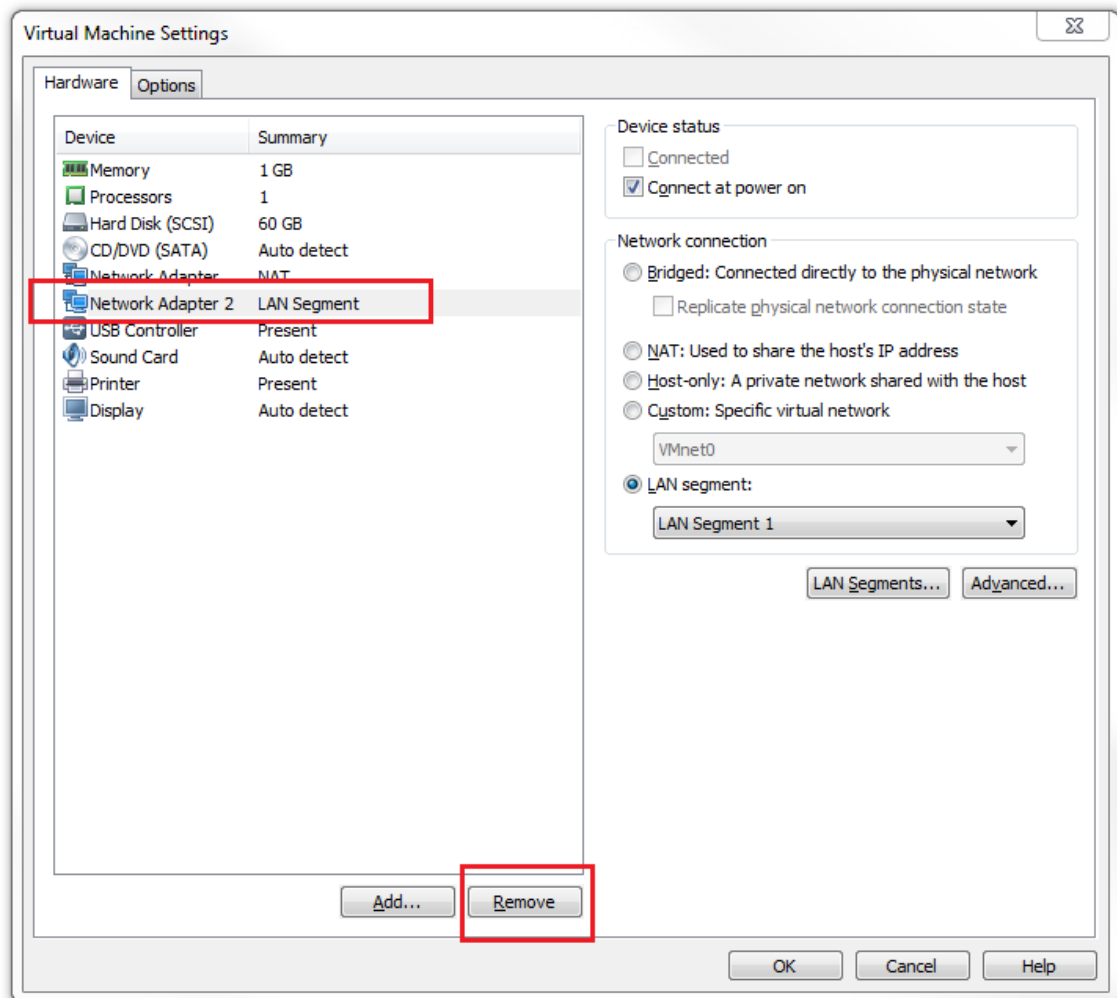 Virtual Machine Settings
Hardware
Options
Device Summary
Memory 1 GB
Processors 1
Hard Disk (SCSI) 60 GB
CD/DVD (SATA) Auto detect
Network Adapter NAT
Network Adapter 2 LAN Segment
USB Controller Present
Sound Card Auto detect
Printer Present
Display Auto detect
Add...
Remove
Device status
Connected
Connect at power on
Network connection
Bridged: Connected directly to the physical network
Replicate physical network connection state
NAT: Used to share the host's IP address
Host-only: A private network shared with the host
Custom: Specific virtual network
VMnet0
LAN segment:
LAN Segment 1
LAN Segments...
Advanced...
OK
Cancel
Help